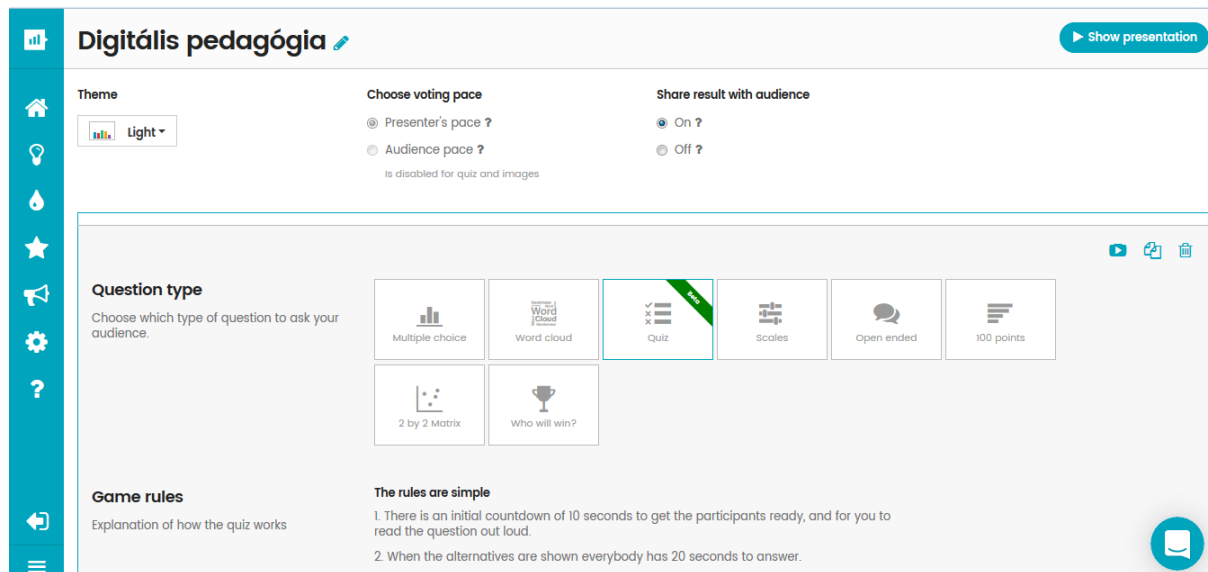 Digitális pedagógia
Show presentation
Theme
Light
Choose voting pace
Presenter's pace ?
Audience pace ?
Is disabled for quiz and images
Share result with audience
On ?
Off ?
Question type
Choose which type of question to ask your
audience.
Multiple choice
Word
Cloud
Word cloud
Beta
Quiz
Scales
Open ended
100 points
2 by 2 Matrix
Who will win?
Game rules
Explanation of how the quiz works
The rules are simple
1. There is an initial countdown of 10 seconds to get the participants ready, and for you to
read the question out loud.
2. When the alternatives are shown everybody has 20 seconds to answer.